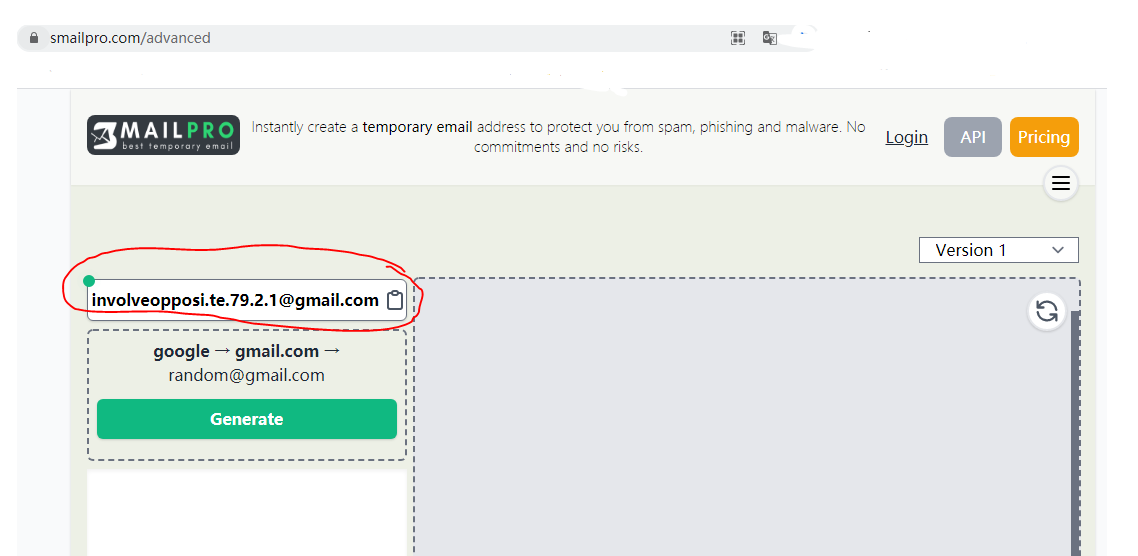 smailpro.com/advanced
SMAILPRO
best temporary email
Instantly create a temporary email address to protect you from spam, phishing and malware. No
commitments and no risks.
Login
API
Pricing
Version 1
involveopposi.te.79.2.1@gmail.com
google → gmail.com →
random@gmail.com
Generate